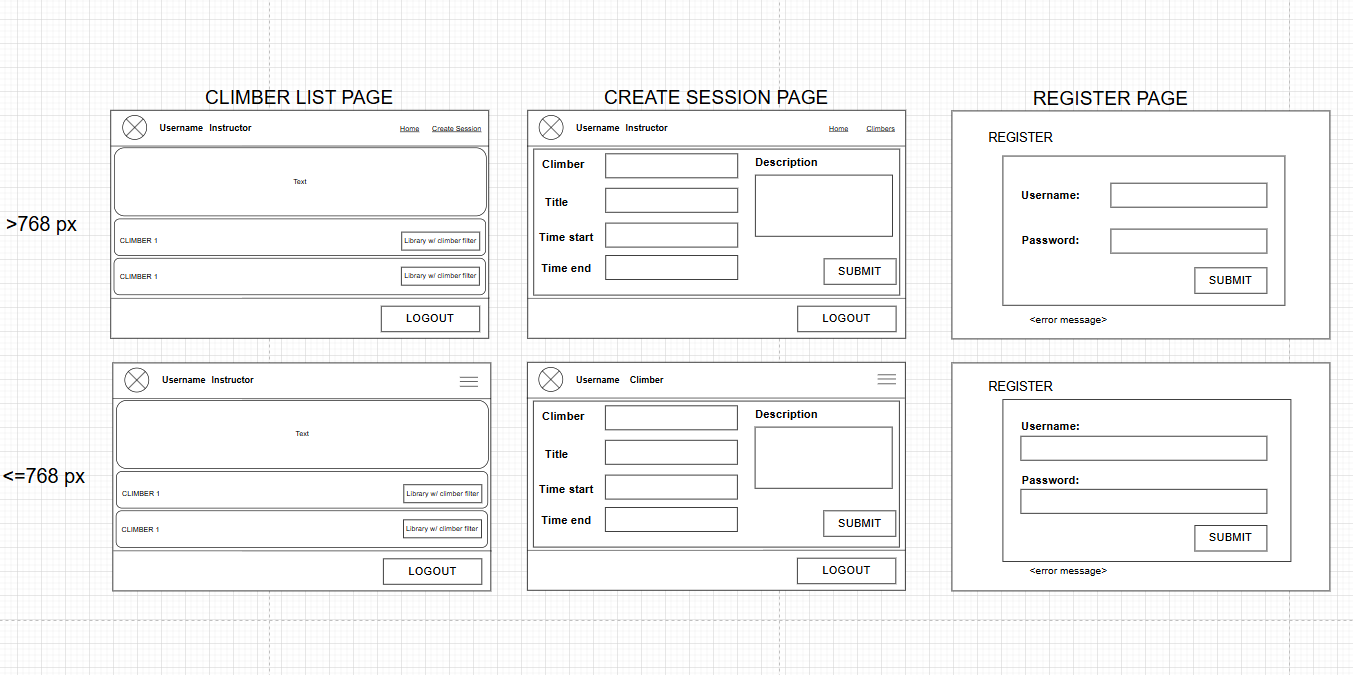 CLIMBER LIST PAGE
CREATE SESSION PAGE
REGISTER PAGE
>768 px
Username Instructor Home Create Session
Text
CLIMBER 1 Library w/ climber filter
CLIMBER 1 Library w/ climber filter
LOGOUT
Username Instructor Home Climbers
Climber Description
Title
Time start
Time end SUBMIT
LOGOUT
REGISTER
Username:
Password:
SUBMIT
<error message>
<=768 px
Username Instructor
Text
CLIMBER 1 Library w/ climber filter
CLIMBER 1 Library w/ climber filter
LOGOUT
Username Climber
Climber Description
Title
Time start
Time end SUBMIT
LOGOUT
REGISTER
Username:
Password:
SUBMIT
<error message>